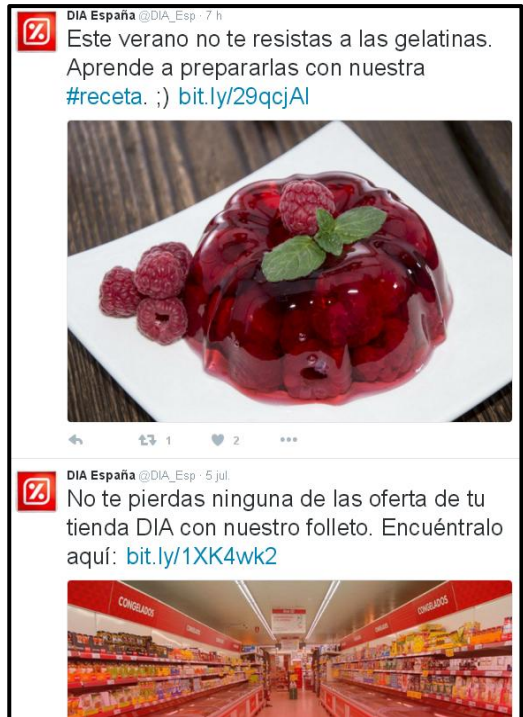 DIA España @DIA_Esp · 7 h
Este verano no te resistas a las gelatinas.
Aprende a prepararlas con nuestra
#receta. ;) bit.ly/29qcjAl
1 2
DIA España @DIA_Esp · 5 jul.
No te pierdas ninguna de las oferta de tu
tienda DIA con nuestro folleto. Encuéntralo
aquí: bit.ly/1XK4wk2
CONGELADOS
CONGELADOS